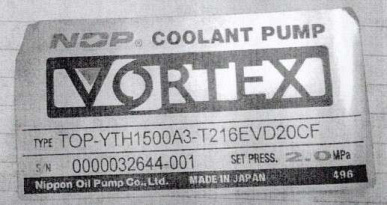 NOP® COOLANT PUMP
VORTEX
TYPE TOP-YTH1500A3-T216EVD20CF
S/N 0000032644-001 SET PRESS. 2.0 MPa
Nippon Oil Pump Co., Ltd. MADE IN JAPAN 496